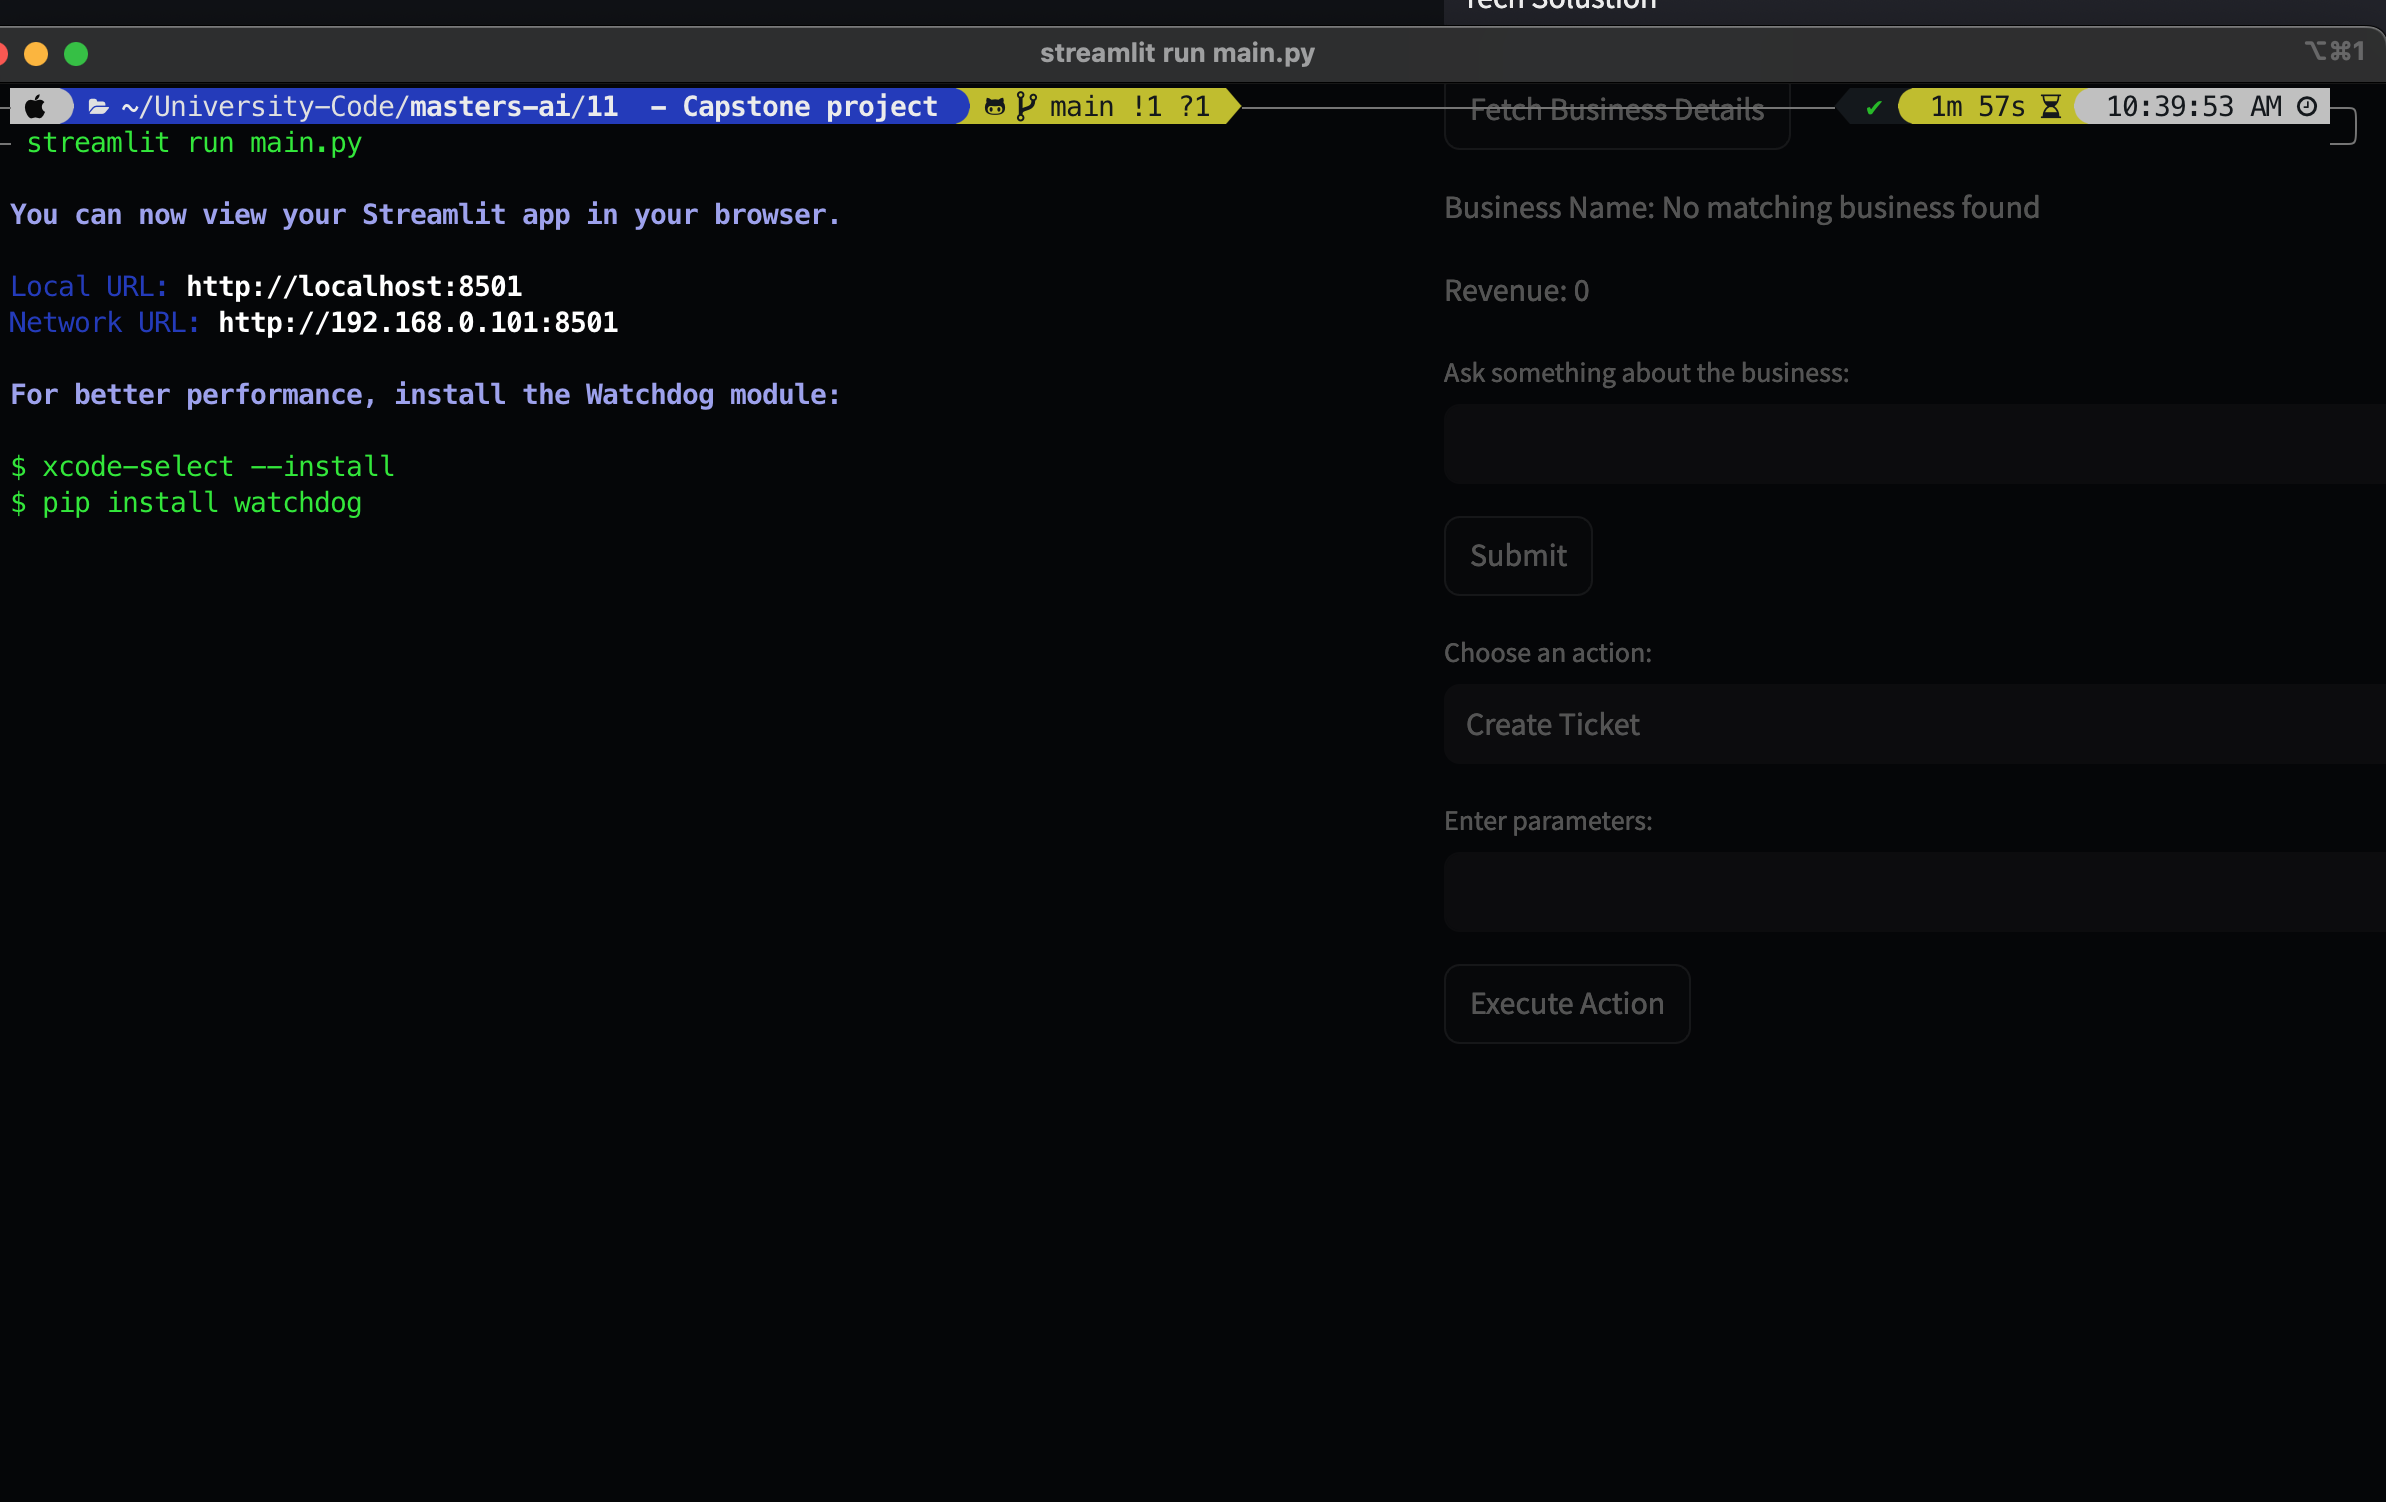 Tech Solustion
streamlit run main.py
⌥⌘1
~/University-Code/masters-ai/11  - Capstone project main !1 ?1 ✔ 1m 57s 10:39:53 AM
streamlit run main.py
You can now view your Streamlit app in your browser.
Local URL: http://localhost:8501
Network URL: http://192.168.0.101:8501
For better performance, install the Watchdog module:
$ xcode-select --install
$ pip install watchdog
Fetch Business Details
Business Name: No matching business found
Revenue: 0
Ask something about the business:
Submit
Choose an action:
Create Ticket
Enter parameters:
Execute Action